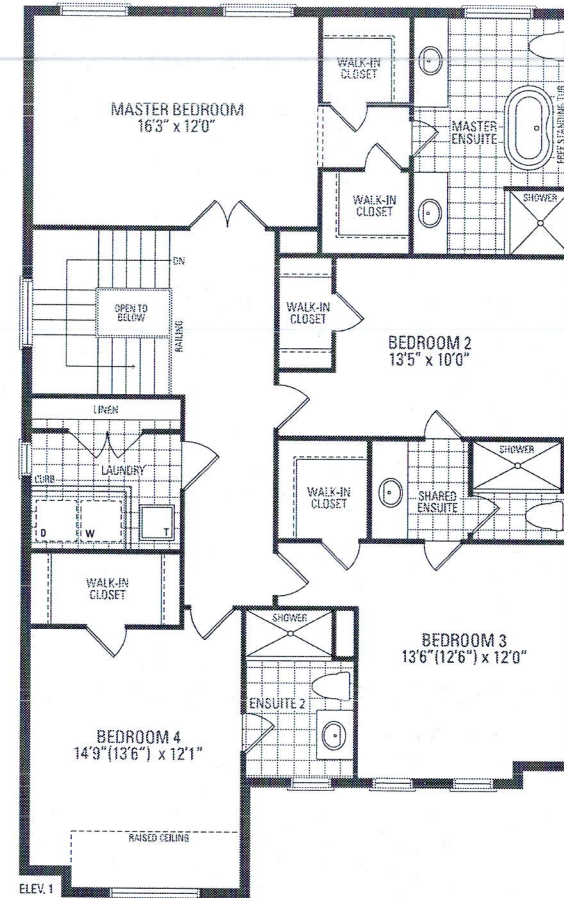 WALK-IN
CLOSET
MASTER BEDROOM
16'3" x 12'0"
MASTER
ENSUITE
FREE STANDING TUB
WALK-IN
CLOSET
SHOWER
DN
OPEN TO
BELOW
RAILING
WALK-IN
CLOSET
BEDROOM 2
13'5" x 10'0"
LINEN
LAUNDRY
CURB
D
W
T
WALK-IN
CLOSET
SHOWER
SHARED
ENSUITE
WALK-IN
CLOSET
SHOWER
BEDROOM 3
13'6"(12'6") x 12'0"
ENSUITE 2
BEDROOM 4
14'9"(13'6") x 12'1"
RAISED CEILING
ELEV. 1